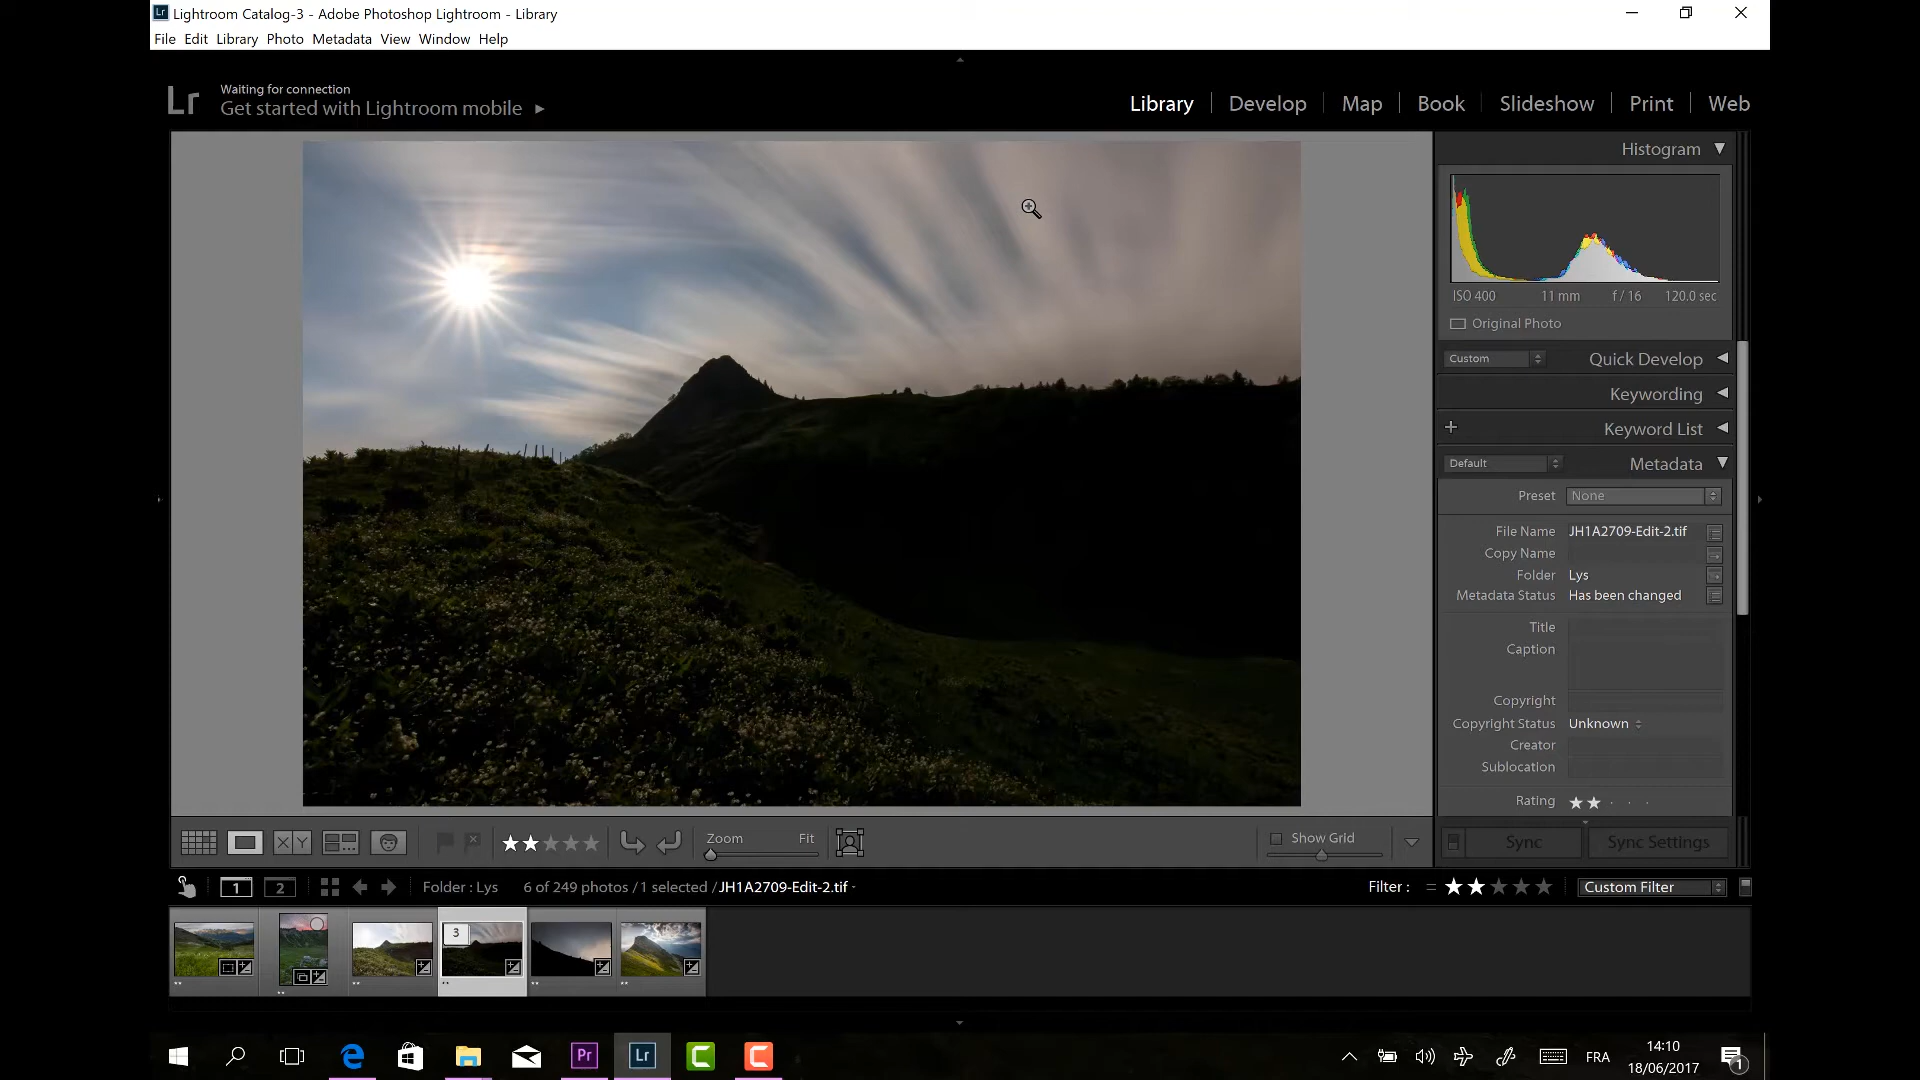 Lr Lightroom Catalog-3 - Adobe Photoshop Lightroom - Library
File Edit Library Photo Metadata View Window Help
Waiting for connection
Lr Get started with Lightroom mobile
Library Develop Map Book Slideshow Print Web
Histogram
ISO 400 11 mm f / 16 120.0 sec
Original Photo
Custom Quick Develop
Keywording
+ Keyword List
Default Metadata
Preset None
File Name JH1A2709-Edit-2.tif
Copy Name
Folder Lys
Metadata Status Has been changed
Title
Caption
Copyright
Copyright Status Unknown
Creator
Sublocation
Rating ★★ · · ·
X Y ★★★★★ Zoom Fit Show Grid Sync Sync Settings
1 2 Folder : Lys 6 of 249 photos / 1 selected / JH1A2709-Edit-2.tif Filter : = ★★★★★ Custom Filter
3
Pr Lr C C FRA 14:10
18/06/2017 1